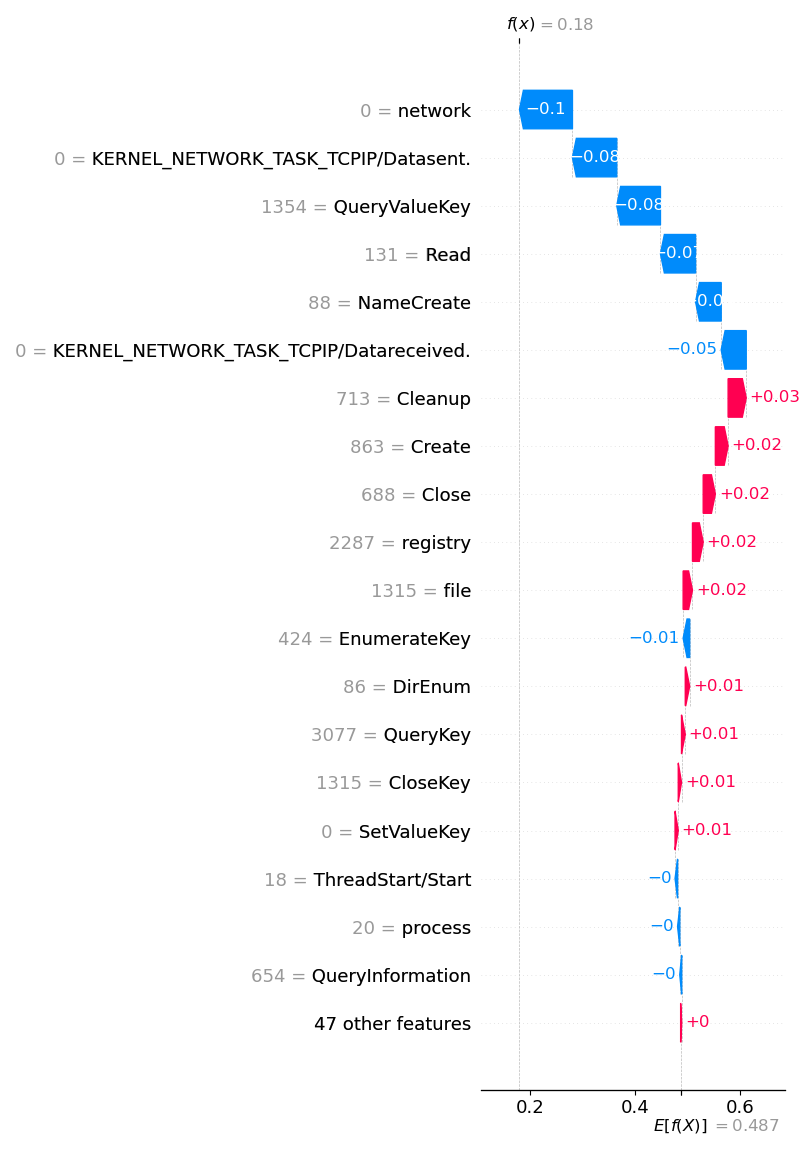 f(x) = 0.18
0 = network −0.1
0 = KERNEL_NETWORK_TASK_TCPIP/Datasent. −0.08
1354 = QueryValueKey −0.08
131 = Read −0.07
88 = NameCreate
0 = KERNEL_NETWORK_TASK_TCPIP/Datareceived. −0.05
713 = Cleanup +0.03
863 = Create +0.02
688 = Close +0.02
2287 = registry +0.02
1315 = file +0.02
424 = EnumerateKey −0.01
86 = DirEnum +0.01
3077 = QueryKey +0.01
1315 = CloseKey +0.01
0 = SetValueKey +0.01
18 = ThreadStart/Start −0
20 = process −0
654 = QueryInformation −0
47 other features +0
0.2 0.4 0.6
E[f(X)] = 0.487